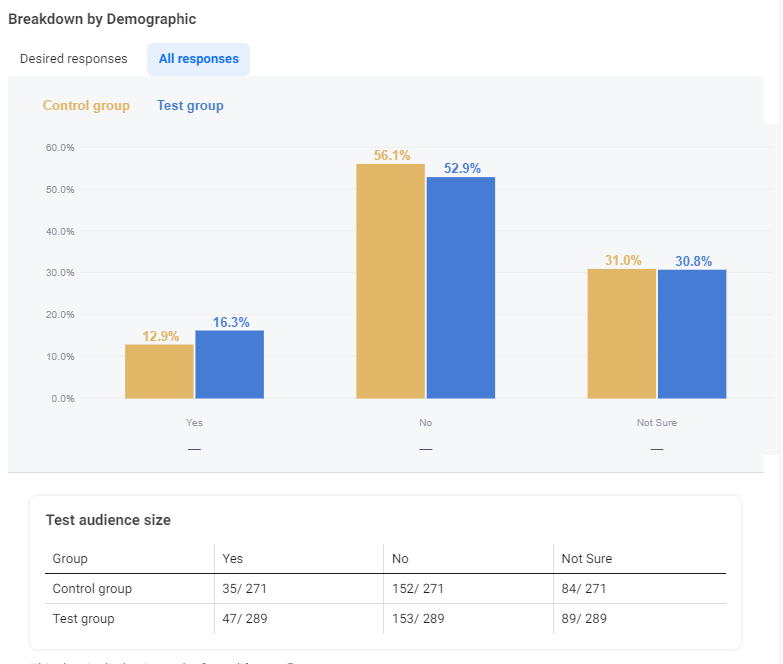 Breakdown by Demographic
Desired responses All responses
Control group Test group
60.0%
50.0%
40.0%
30.0%
20.0%
10.0%
0.0%
12.9% 16.3%
56.1% 52.9%
31.0% 30.8%
Yes No Not Sure
— — —
Test audience size
Group Yes No Not Sure
Control group 35/ 271 152/ 271 84/ 271
Test group 47/ 289 153/ 289 89/ 289